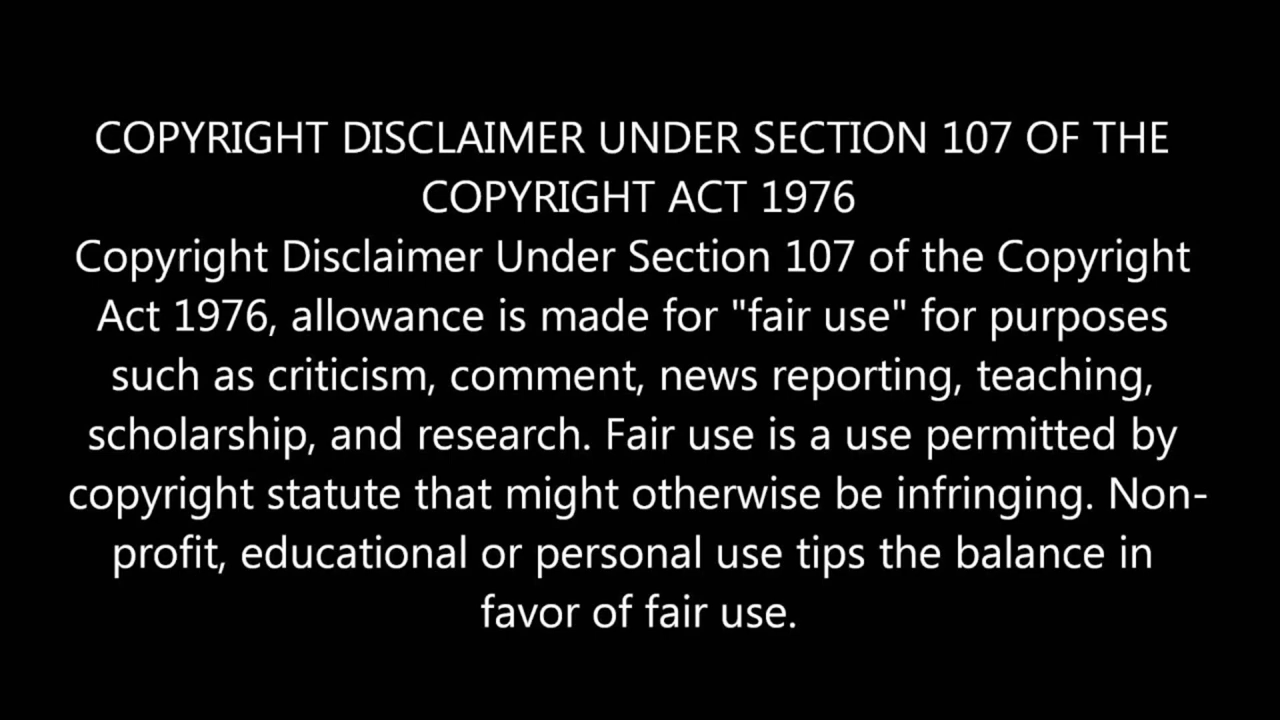 COPYRIGHT DISCLAIMER UNDER SECTION 107 OF THE
COPYRIGHT ACT 1976
Copyright Disclaimer Under Section 107 of the Copyright
Act 1976, allowance is made for "fair use" for purposes
such as criticism, comment, news reporting, teaching,
scholarship, and research. Fair use is a use permitted by
copyright statute that might otherwise be infringing. Non-
profit, educational or personal use tips the balance in
favor of fair use.